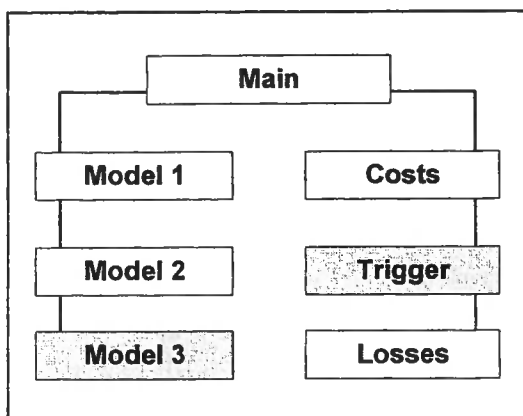 Main
Model 1
Costs
Model 2
Trigger
Model 3
Losses